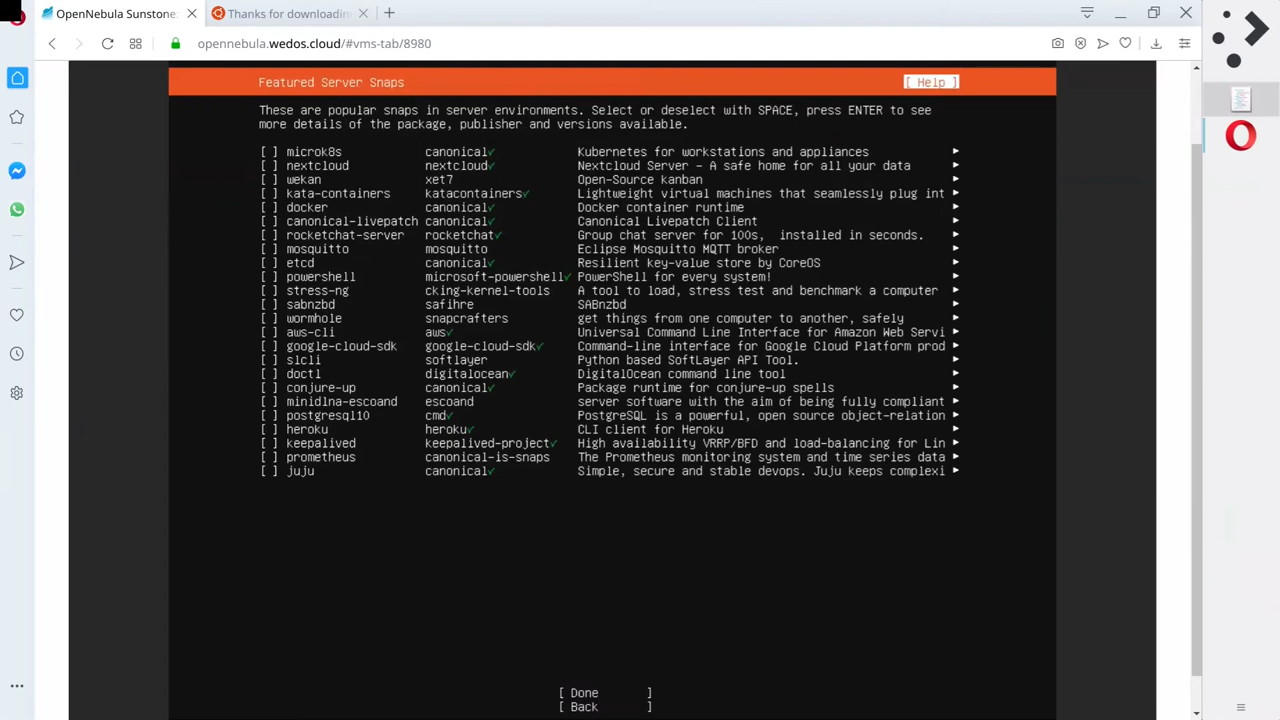 OpenNebula Sunstone:
Thanks for downloadin
opennebula.wedos.cloud/#vms-tab/8980
Featured Server Snaps [ Help ]
These are popular snaps in server environments. Select or deselect with SPACE, press ENTER to see
more details of the package, publisher and versions available.
[ ] microk8s canonical✓ Kubernetes for workstations and appliances ►
[ ] nextcloud nextcloud✓ Nextcloud Server - A safe home for all your data ►
[ ] wekan xet7 Open-Source kanban ►
[ ] kata-containers katacontainers✓ Lightweight virtual machines that seamlessly plug int ►
[ ] docker canonical✓ Docker container runtime ►
[ ] canonical-livepatch canonical✓ Canonical Livepatch Client ►
[ ] rocketchat-server rocketchat✓ Group chat server for 100s, installed in seconds. ►
[ ] mosquitto mosquitto Eclipse Mosquitto MQTT broker ►
[ ] etcd canonical✓ Resilient key-value store by CoreOS ►
[ ] powershell microsoft-powershell✓ PowerShell for every system! ►
[ ] stress-ng cking-kernel-tools A tool to load, stress test and benchmark a computer ►
[ ] sabnzbd safihre SABnzbd ►
[ ] wormhole snapcrafters get things from one computer to another, safely ►
[ ] aws-cli aws✓ Universal Command Line Interface for Amazon Web Servi ►
[ ] google-cloud-sdk google-cloud-sdk✓ Command-line interface for Google Cloud Platform prod ►
[ ] slcli softlayer Python based SoftLayer API Tool. ►
[ ] doctl digitalocean✓ DigitalOcean command line tool ►
[ ] conjure-up canonical✓ Package runtime for conjure-up spells ►
[ ] minidlna-escoand escoand server software with the aim of being fully compliant ►
[ ] postgresql10 cmd✓ PostgreSQL is a powerful, open source object-relation ►
[ ] heroku heroku✓ CLI client for Heroku ►
[ ] keepalived keepalived-project✓ High availability VRRP/BFD and load-balancing for Lin ►
[ ] prometheus canonical-is-snaps The Prometheus monitoring system and time series data ►
[ ] juju canonical✓ Simple, secure and stable devops. Juju keeps complexi ►
[ Done ]
[ Back ]